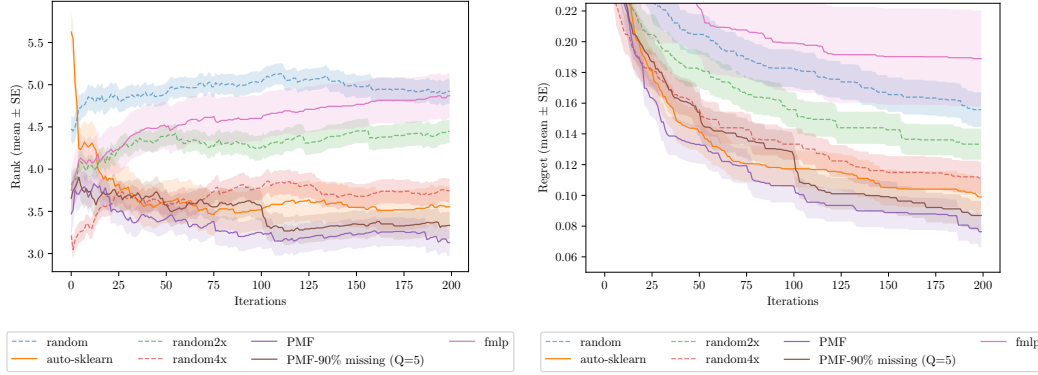 Rank (mean ± SE)
5.5
5.0
4.5
4.0
3.5
3.0
0 25 50 75 100 125 150 175 200
Iterations
random random2x PMF fmlp
auto-sklearn random4x PMF-90% missing (Q=5)
Regret (mean ± SE)
0.22
0.20
0.18
0.16
0.14
0.12
0.10
0.08
0.06
0 25 50 75 100 125 150 175 200
Iterations
random random2x PMF fmlp
auto-sklearn random4x PMF-90% missing (Q=5)